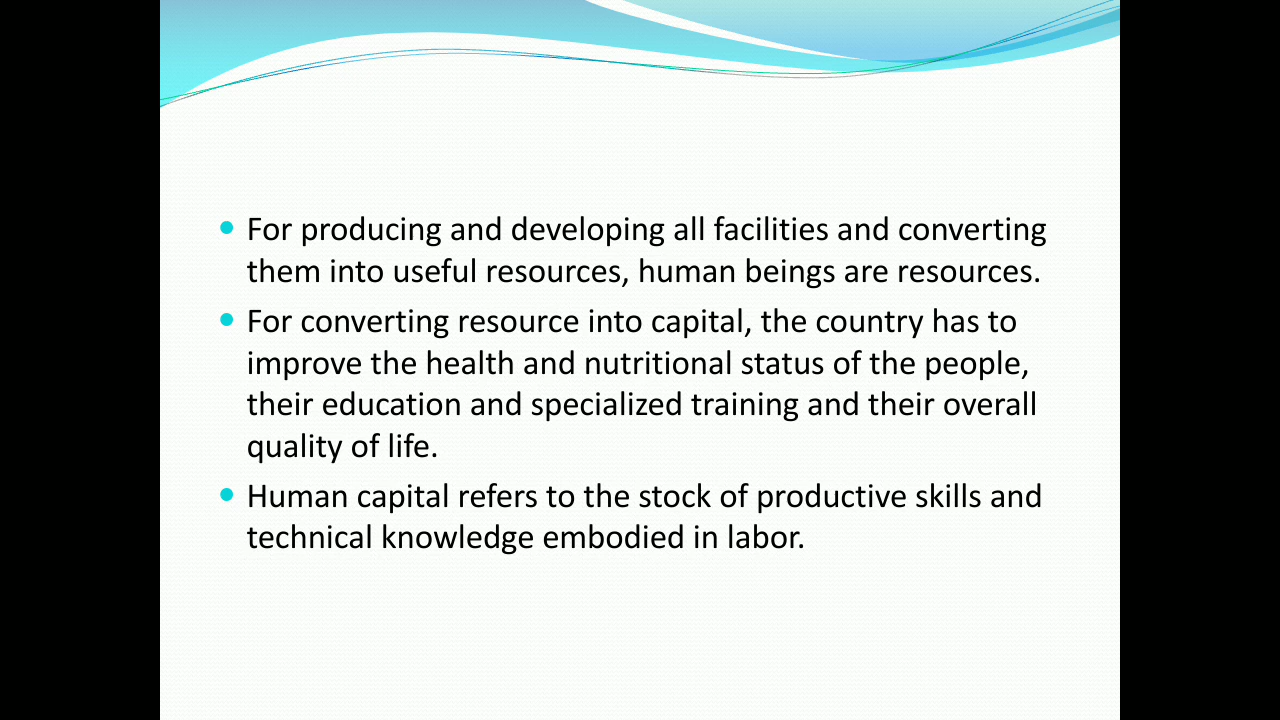 For producing and developing all facilities and converting
them into useful resources, human beings are resources.
For converting resource into capital, the country has to
improve the health and nutritional status of the people,
their education and specialized training and their overall
quality of life.
Human capital refers to the stock of productive skills and
technical knowledge embodied in labor.